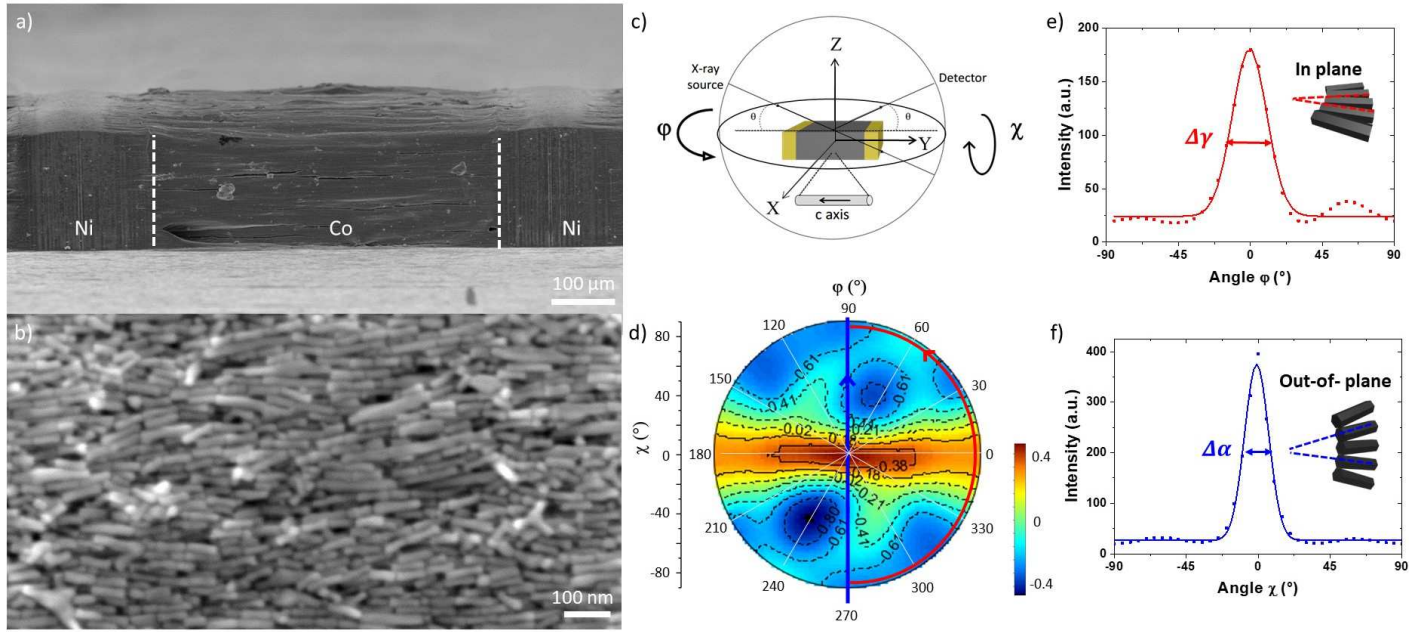 a)
Ni
Co
Ni
100 µm
b)
100 nm
c)
Z
X-ray
source
Detector
θ
θ
φ
χ
Y
X
c axis
d)
φ (°)
90
120
60
150
30
180
0
210
330
240
300
270
χ (°)
80
40
0
-40
-80
0.4
0
-0.4
e)
In plane
Δγ
Intensity (a.u.)
200
150
100
50
0
-90
-45
0
45
90
Angle φ (°)
f)
Out-of- plane
Δα
Intensity (a.u.)
400
300
200
100
0
-90
-45
0
45
90
Angle χ (°)